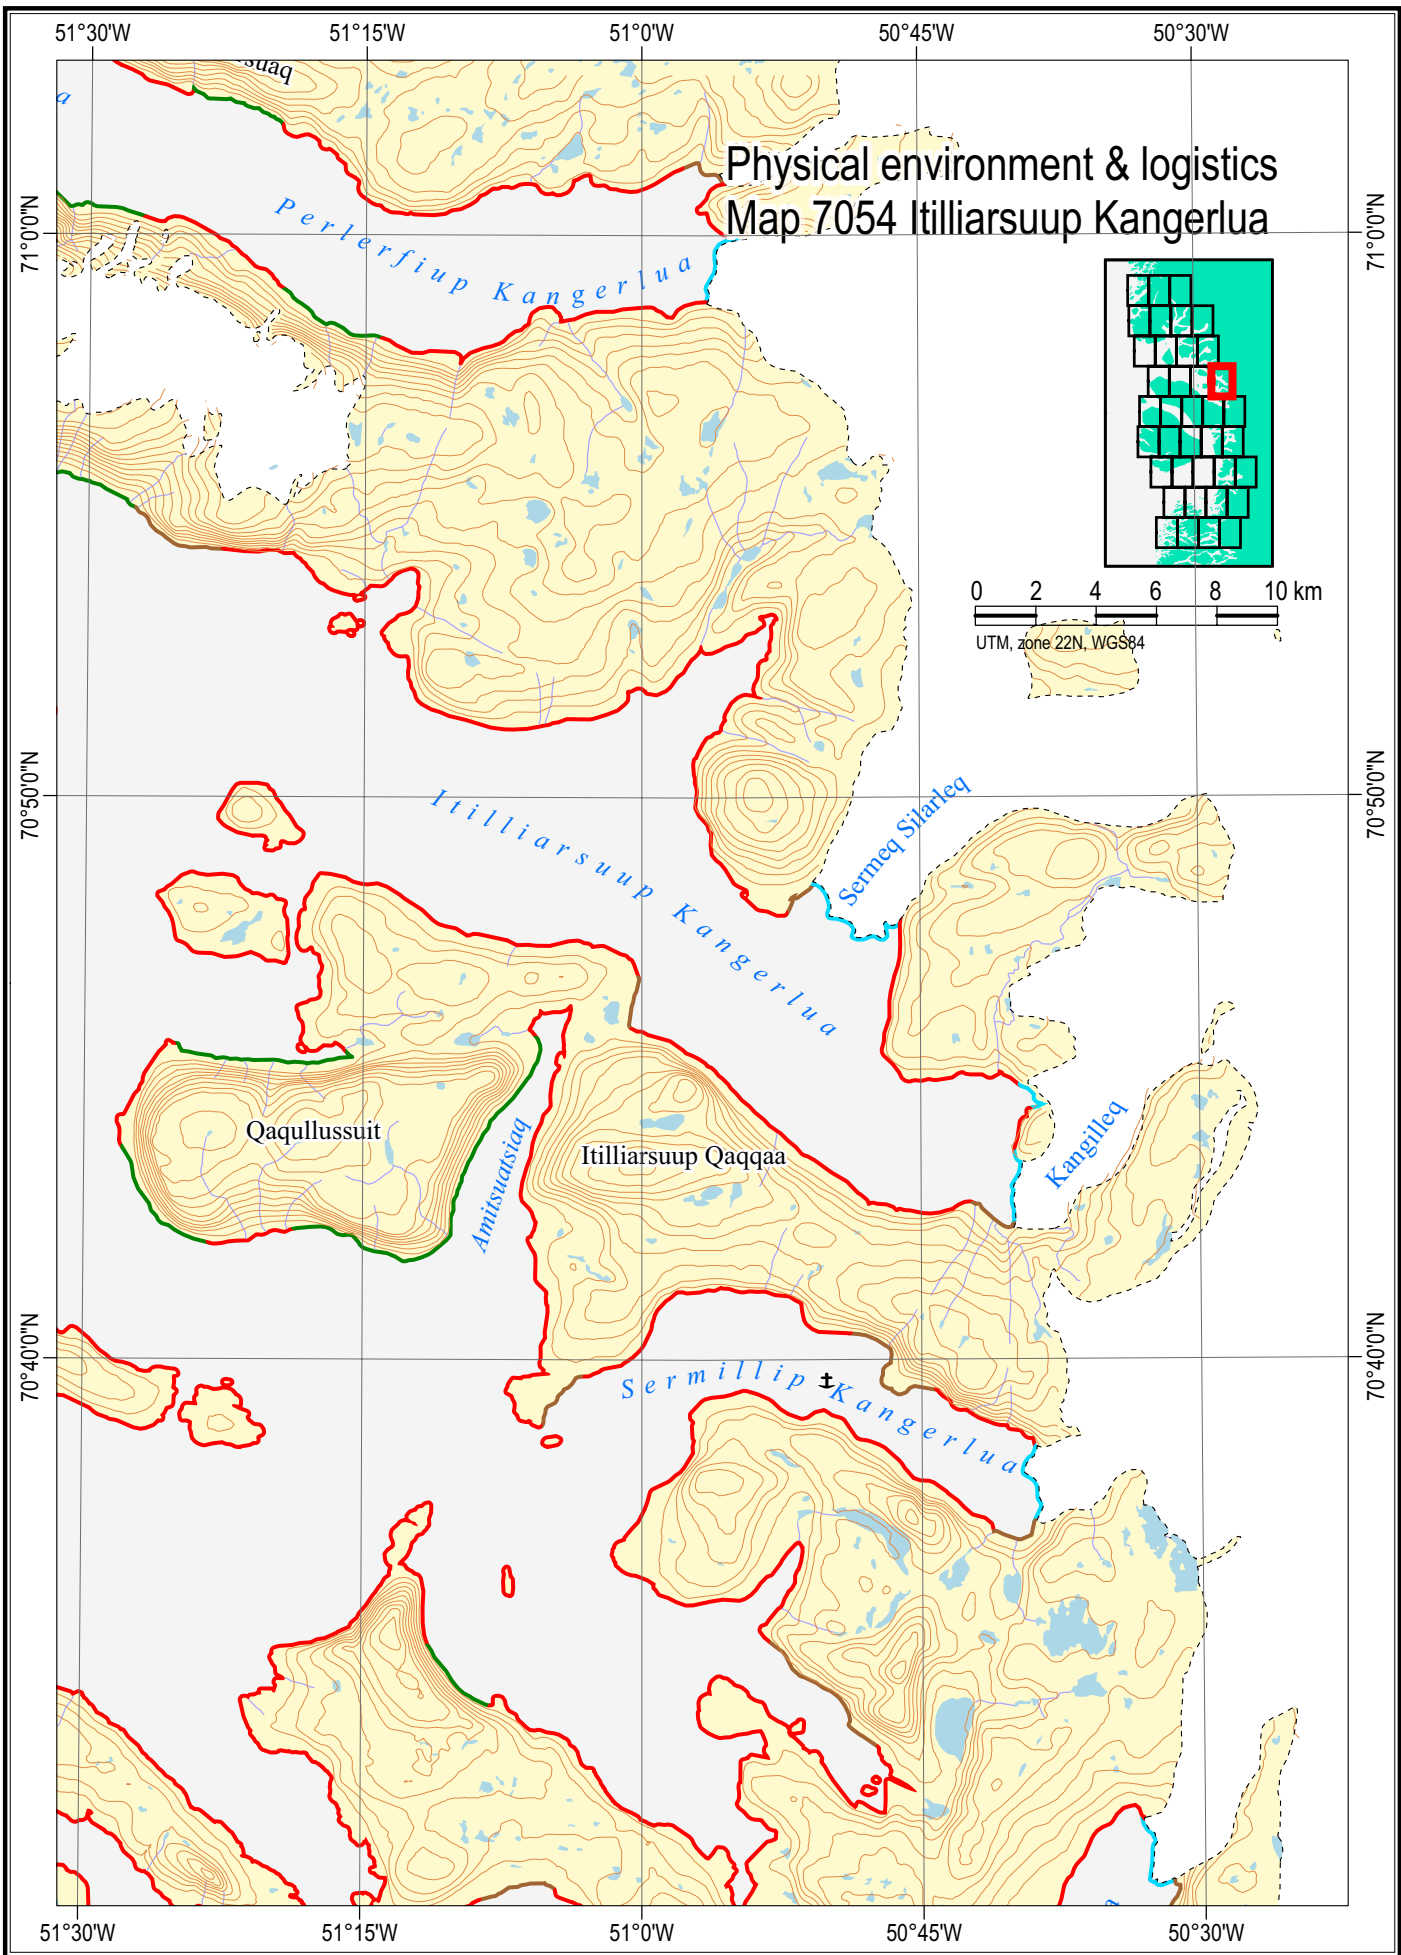 51°30'W 51°15'W 51°0'W 50°45'W 50°30'W
suaq
a
Physical environment & logistics
Map 7054 Itilliarsuup Kangerlua
71°0'0"N
71°0'0"N
Perlerfiup Kangerlua
0 2 4 6 8 10 km
UTM, zone 22N, WGS84
70°50'0"N
70°50'0"N
Itilliarsuup Kangerlua
Sermeq Silarleq
Qaqullussuit
Amitsuatsiaq
Itilliarsuup Qaqqaa
Kangilleq
70°40'0"N
70°40'0"N
Sermillip Kangerlua
a
51°30'W 51°15'W 51°0'W 50°45'W 50°30'W